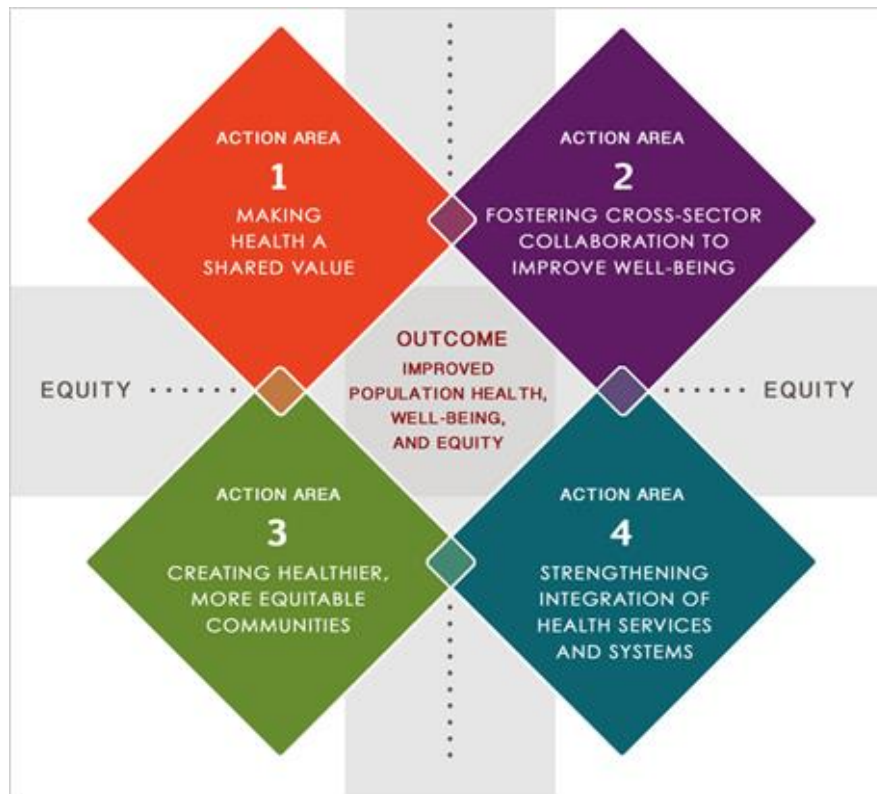 ACTION AREA
1
MAKING
HEALTH A
SHARED VALUE
ACTION AREA
2
FOSTERING CROSS-SECTOR
COLLABORATION TO
IMPROVE WELL-BEING
EQUITY
OUTCOME
IMPROVED
POPULATION HEALTH,
WELL-BEING,
AND EQUITY
EQUITY
ACTION AREA
3
CREATING HEALTHIER,
MORE EQUITABLE
COMMUNITIES
ACTION AREA
4
STRENGTHENING
INTEGRATION OF
HEALTH SERVICES
AND SYSTEMS